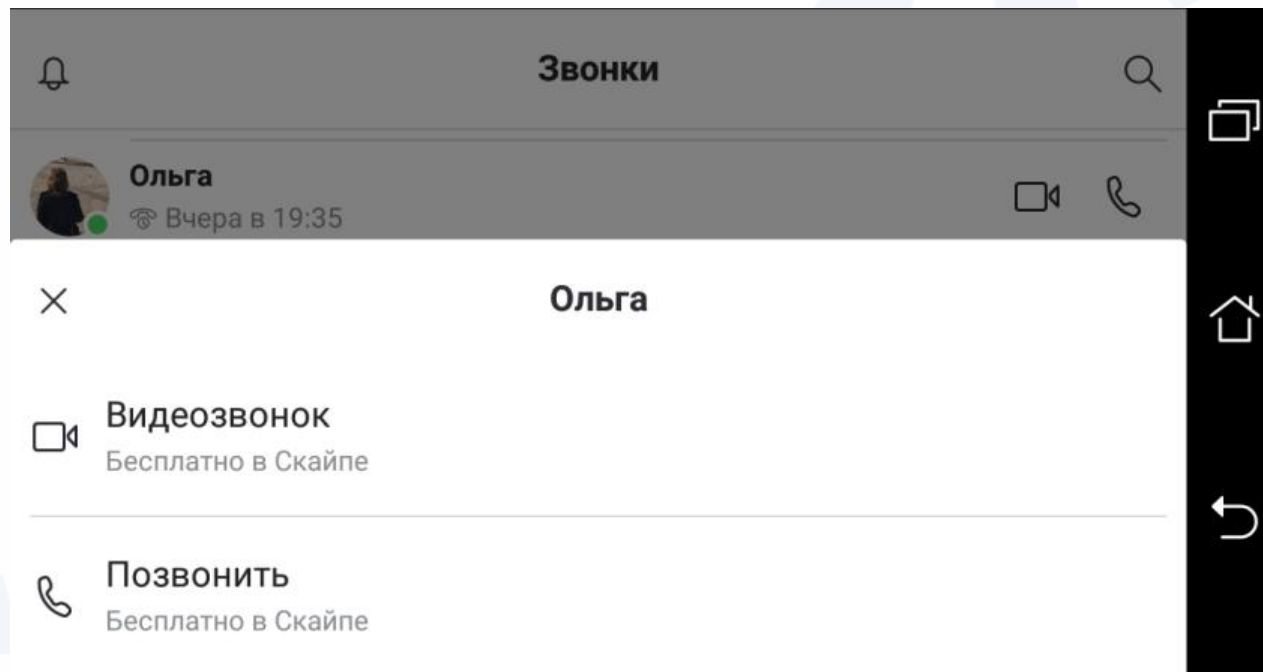 Звонки
Ольга
Вчера в 19:35
Ольга
Видеозвонок
Бесплатно в Скайпе
Позвонить
Бесплатно в Скайпе